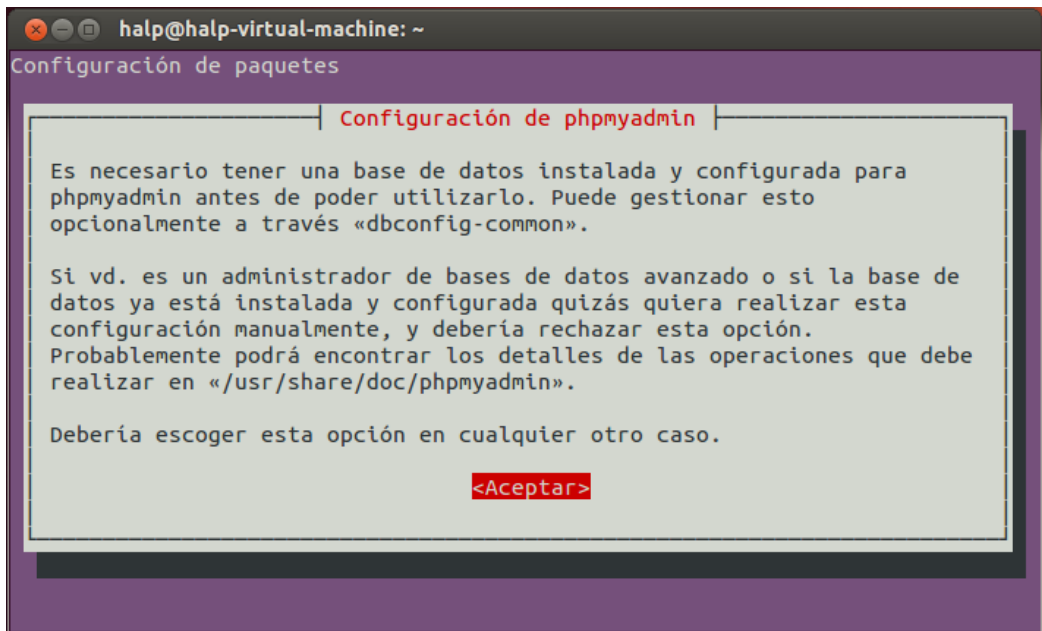 halp@halp-virtual-machine: ~
Configuración de paquetes
Configuración de phpmyadmin
Es necesario tener una base de datos instalada y configurada para
phpmyadmin antes de poder utilizarlo. Puede gestionar esto
opcionalmente a través «dbconfig-common».
Si vd. es un administrador de bases de datos avanzado o si la base de
datos ya está instalada y configurada quizás quiera realizar esta
configuración manualmente, y debería rechazar esta opción.
Probablemente podrá encontrar los detalles de las operaciones que debe
realizar en «/usr/share/doc/phpmyadmin».
Debería escoger esta opción en cualquier otro caso.
<Aceptar>